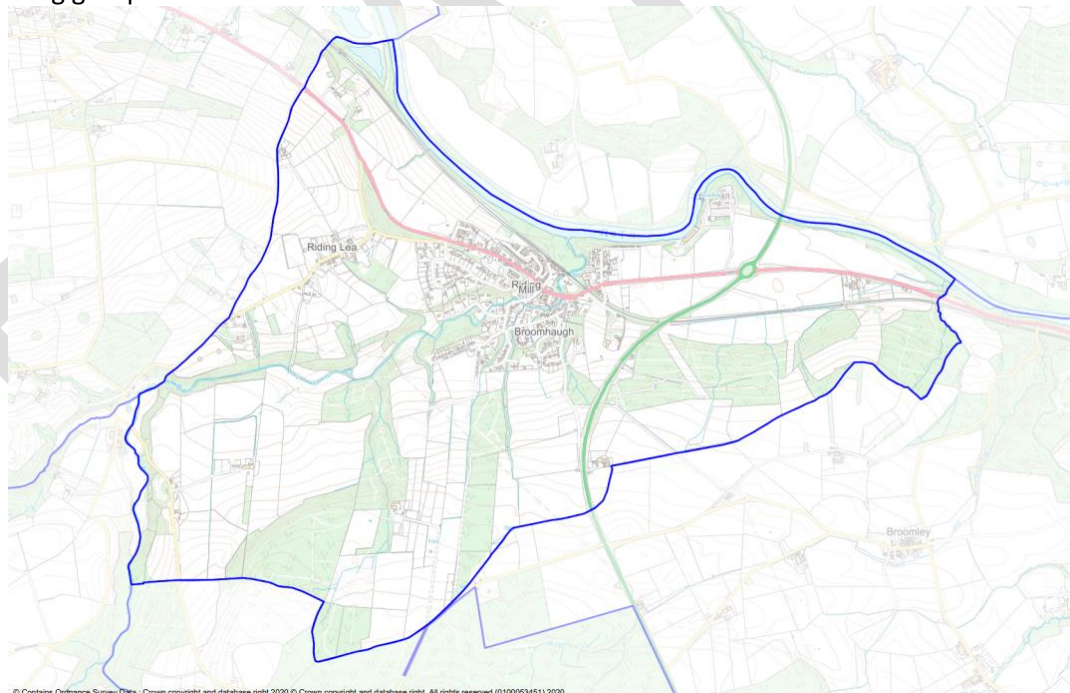 Riding Lea
Riding
Mill
Broomhaugh
Broomley
© Contains Ordnance Survey Data : Crown copyright and database right 2020 © Crown copyright and database right. All rights reserved (0100053451) 2020